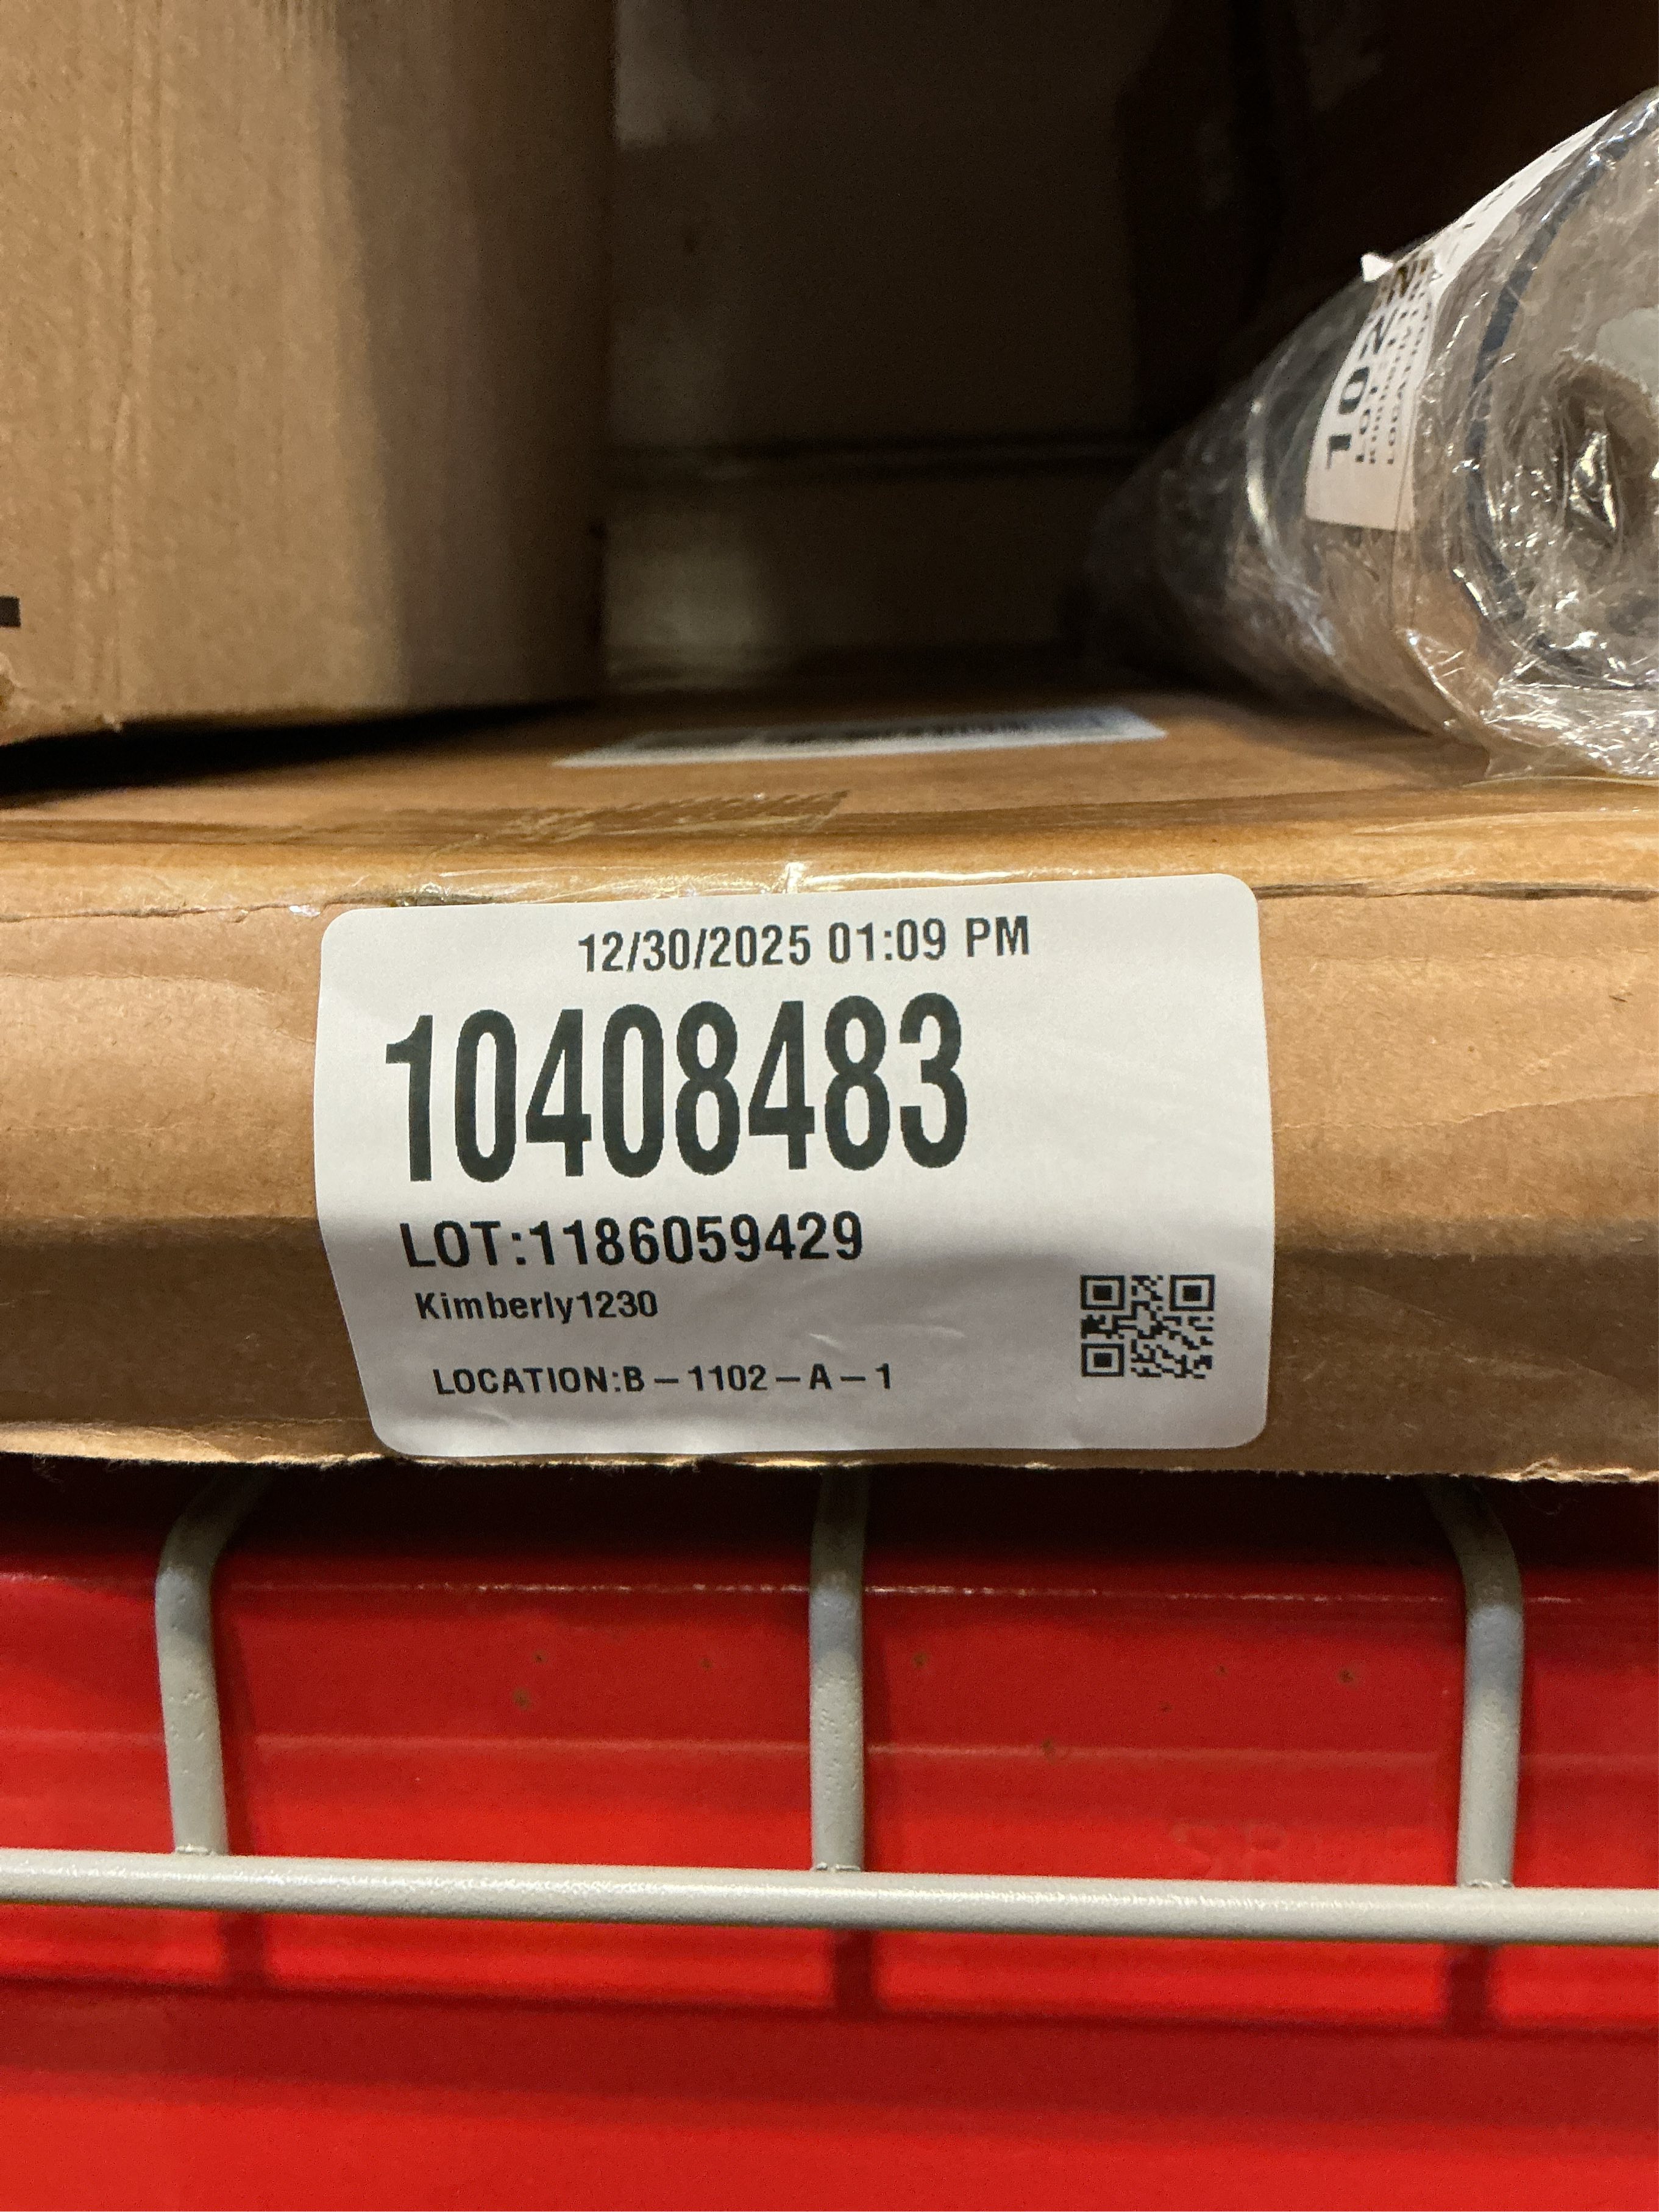 12/30/2025 01:09 PM
10408483
LOT:1186059429
Kimberly1230
LOCATION:B-1102-A-1